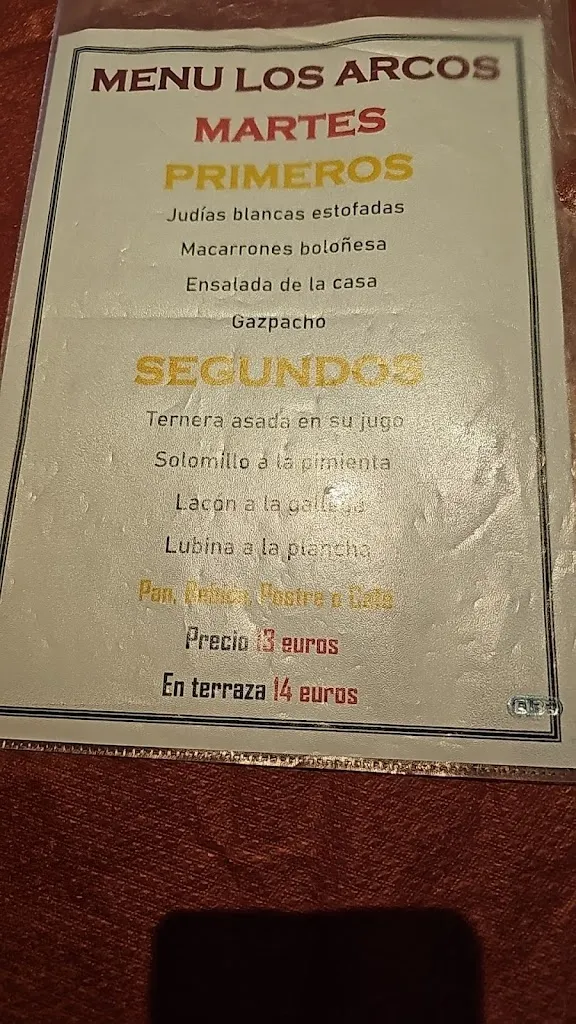 MENU LOS ARCOS
MARTES
PRIMEROS
Judías blancas estofadas
Macarrones boloñesa
Ensalada de la casa
Gazpacho
SEGUNDOS
Ternera asada en su jugo
Solomillo a la pimienta
Lacón a la gallega
Lubina a la plancha
Pan, Bebida, Postre o Café
Precio 13 euros
En terraza 14 euros